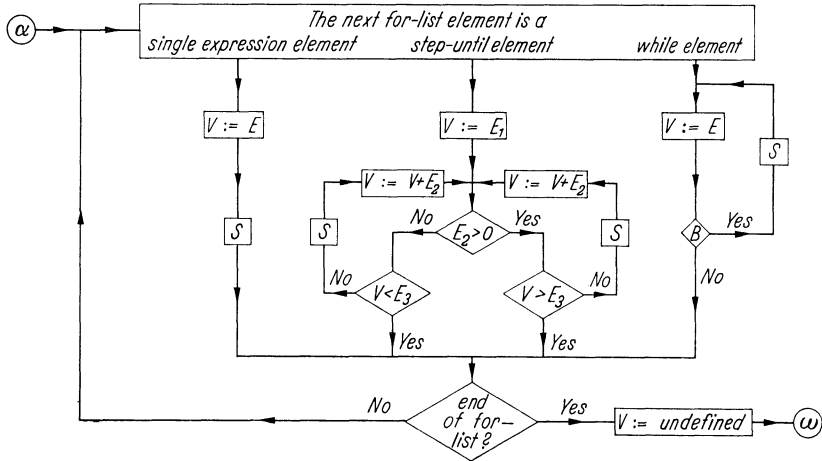 α
The next for-list element is a
single expression element
step-until element
while element
V := E
V := E₁
V := E
S
V := V+E₂
V := V+E₂
No
Yes
S
S
E₂>0
S
B
Yes
No
V<E₃
V>E₃
No
No
Yes
Yes
No
end
of for-
list?
Yes
V := undefined
ω